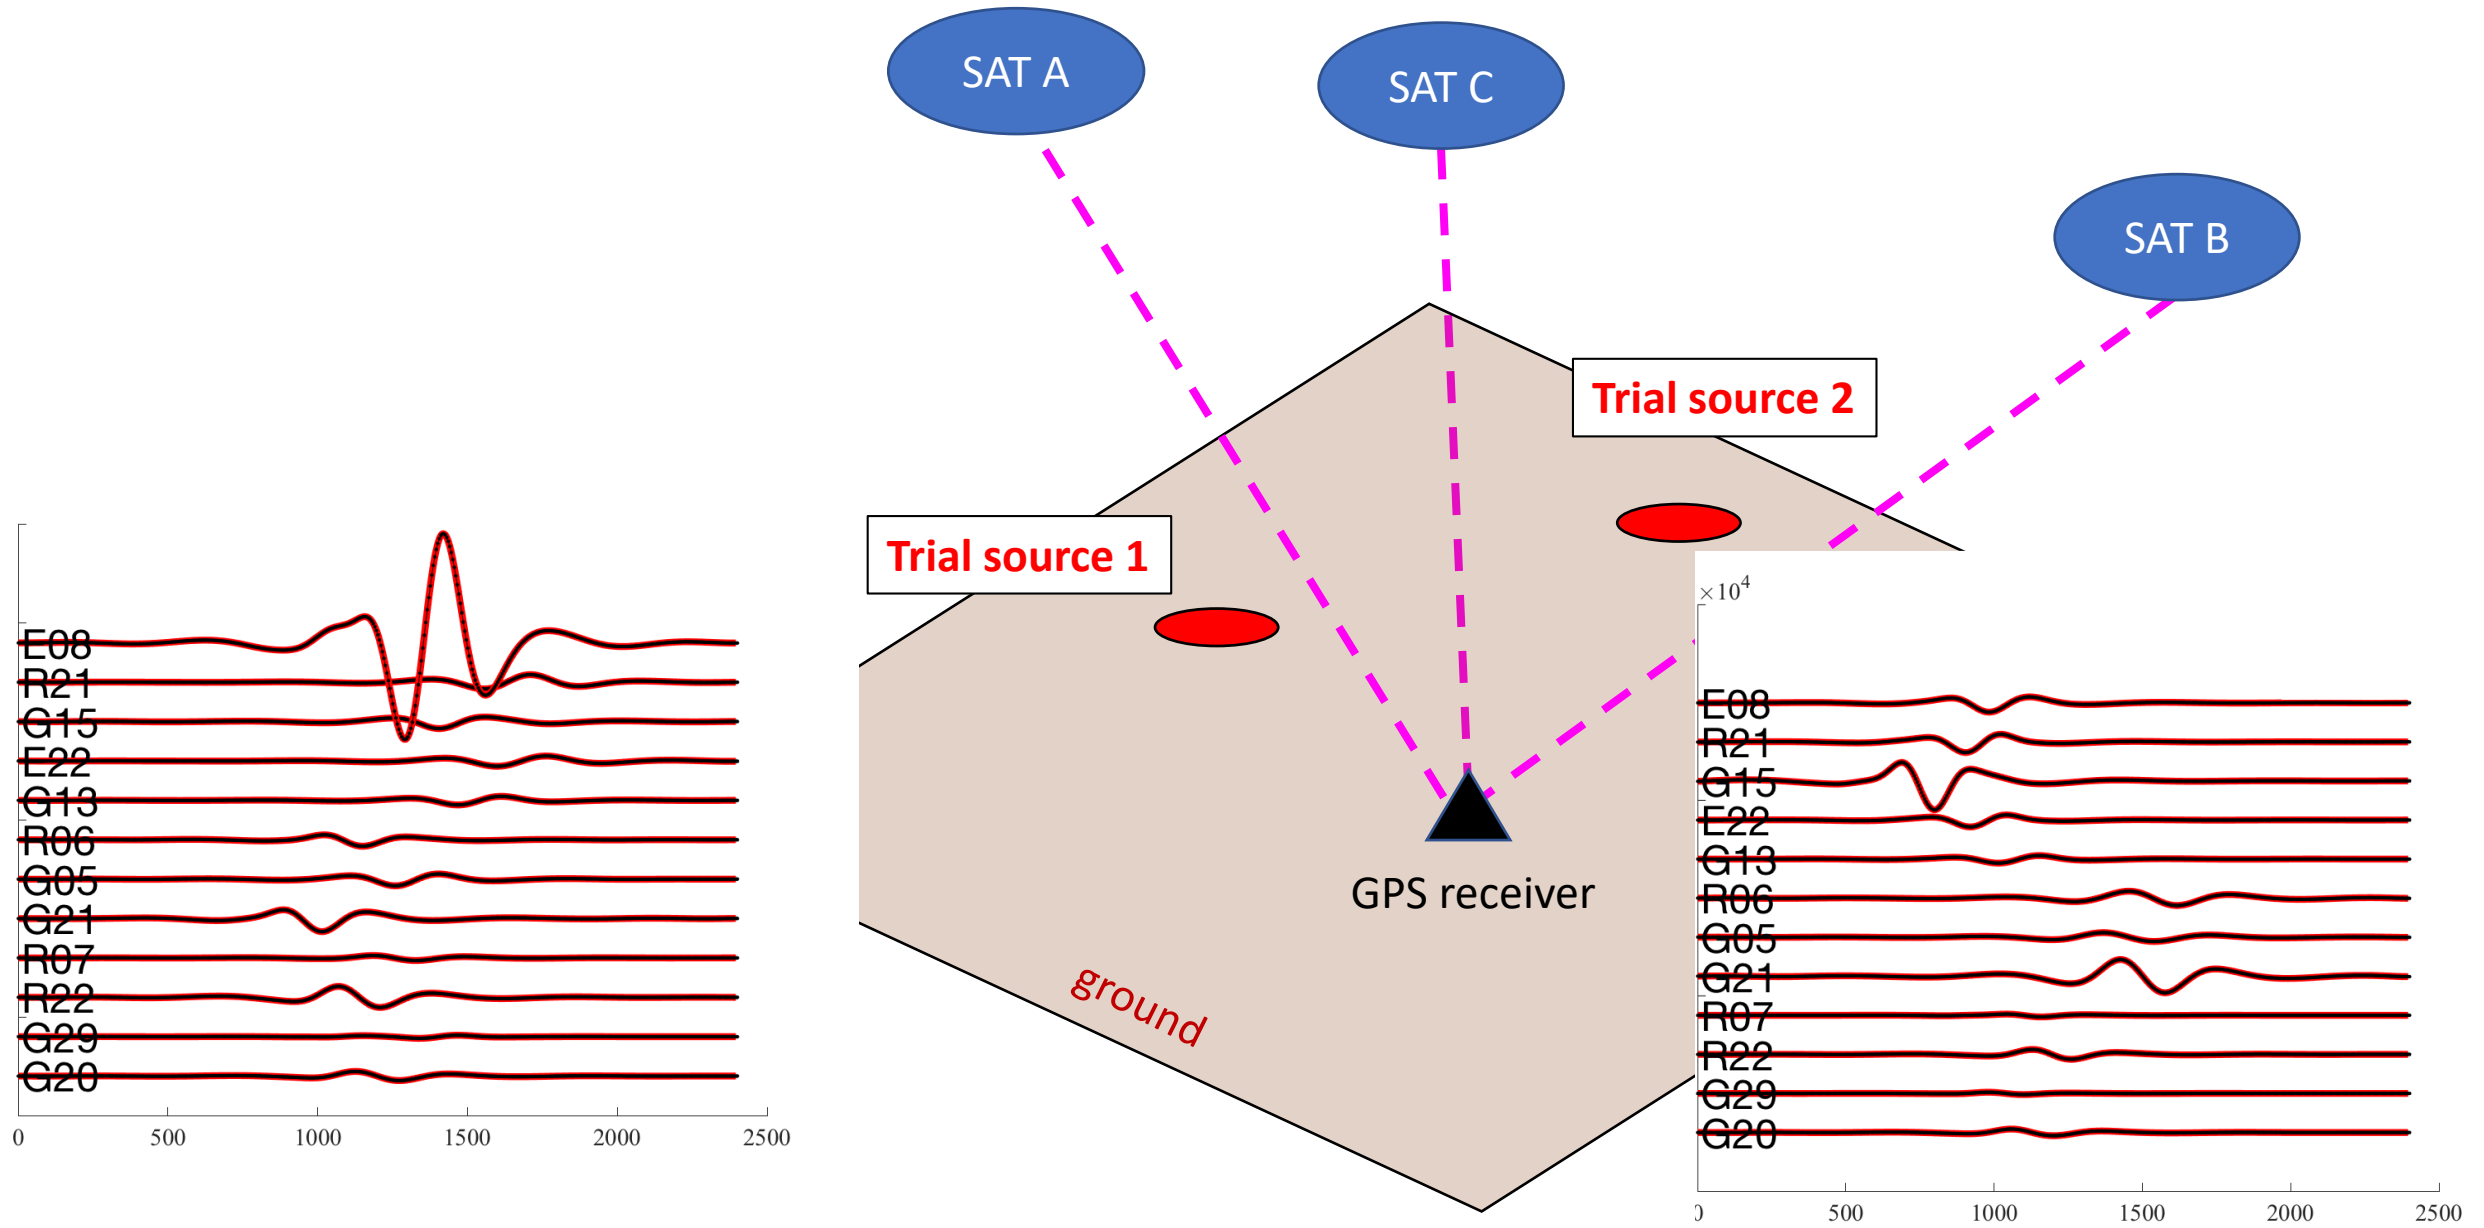 SAT A
SAT C
SAT B
Trial source 2
Trial source 1
GPS receiver
ground
E08
R21
G15
E22
G13
R06
G05
G21
R07
R22
G29
G20
0 500 1000 1500 2000 2500
×10⁴
E08
R21
G15
E22
G13
R06
G05
G21
R07
R22
G29
G20
0 500 1000 1500 2000 2500